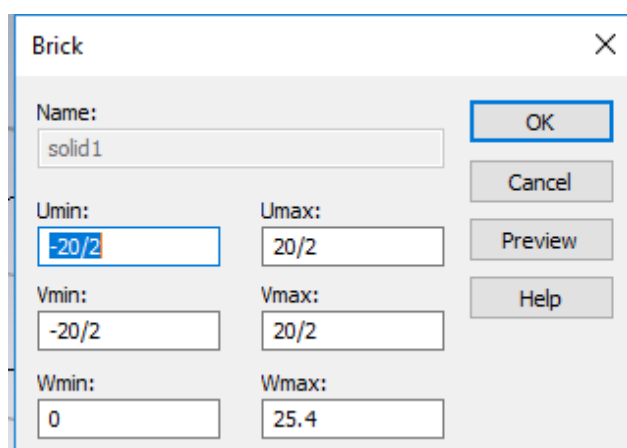 Brick
Name:
solid1
OK
Cancel
Umin:
Umax:
-20/2
20/2
Preview
Vmin:
Vmax:
Help
-20/2
20/2
Wmin:
Wmax:
0
25.4